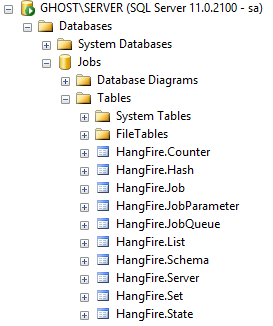 GHOST\SERVER (SQL Server 11.0.2100 - sa)
Databases
System Databases
Jobs
Database Diagrams
Tables
System Tables
FileTables
HangFire.Counter
HangFire.Hash
HangFire.Job
HangFire.JobParameter
HangFire.JobQueue
HangFire.List
HangFire.Schema
HangFire.Server
HangFire.Set
HangFire.State